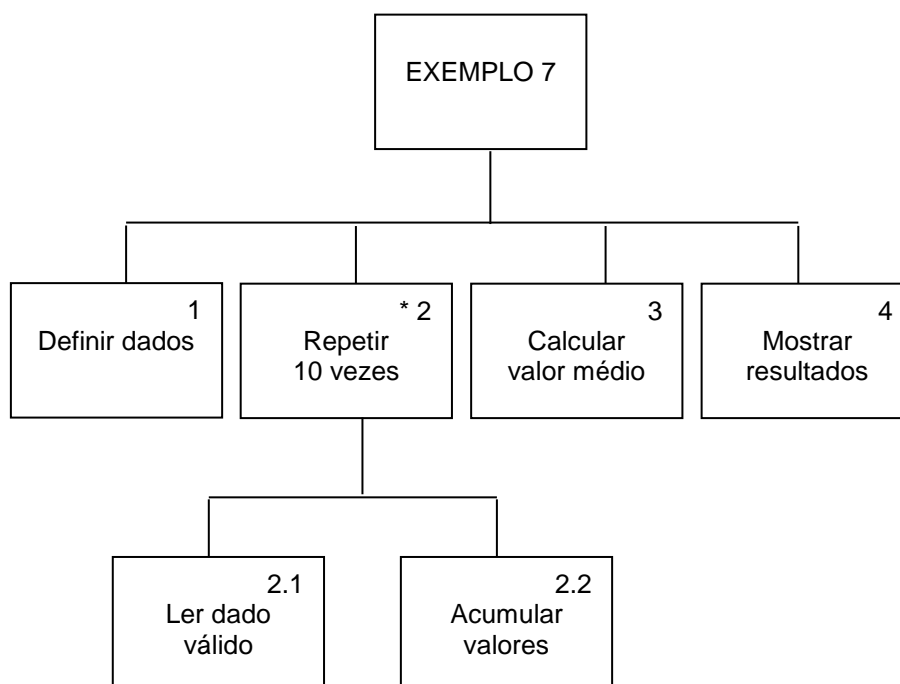 EXEMPLO 7
1
Definir dados
* 2
Repetir
10 vezes
3
Calcular
valor médio
4
Mostrar
resultados
2.1
Ler dado
válido
2.2
Acumular
valores